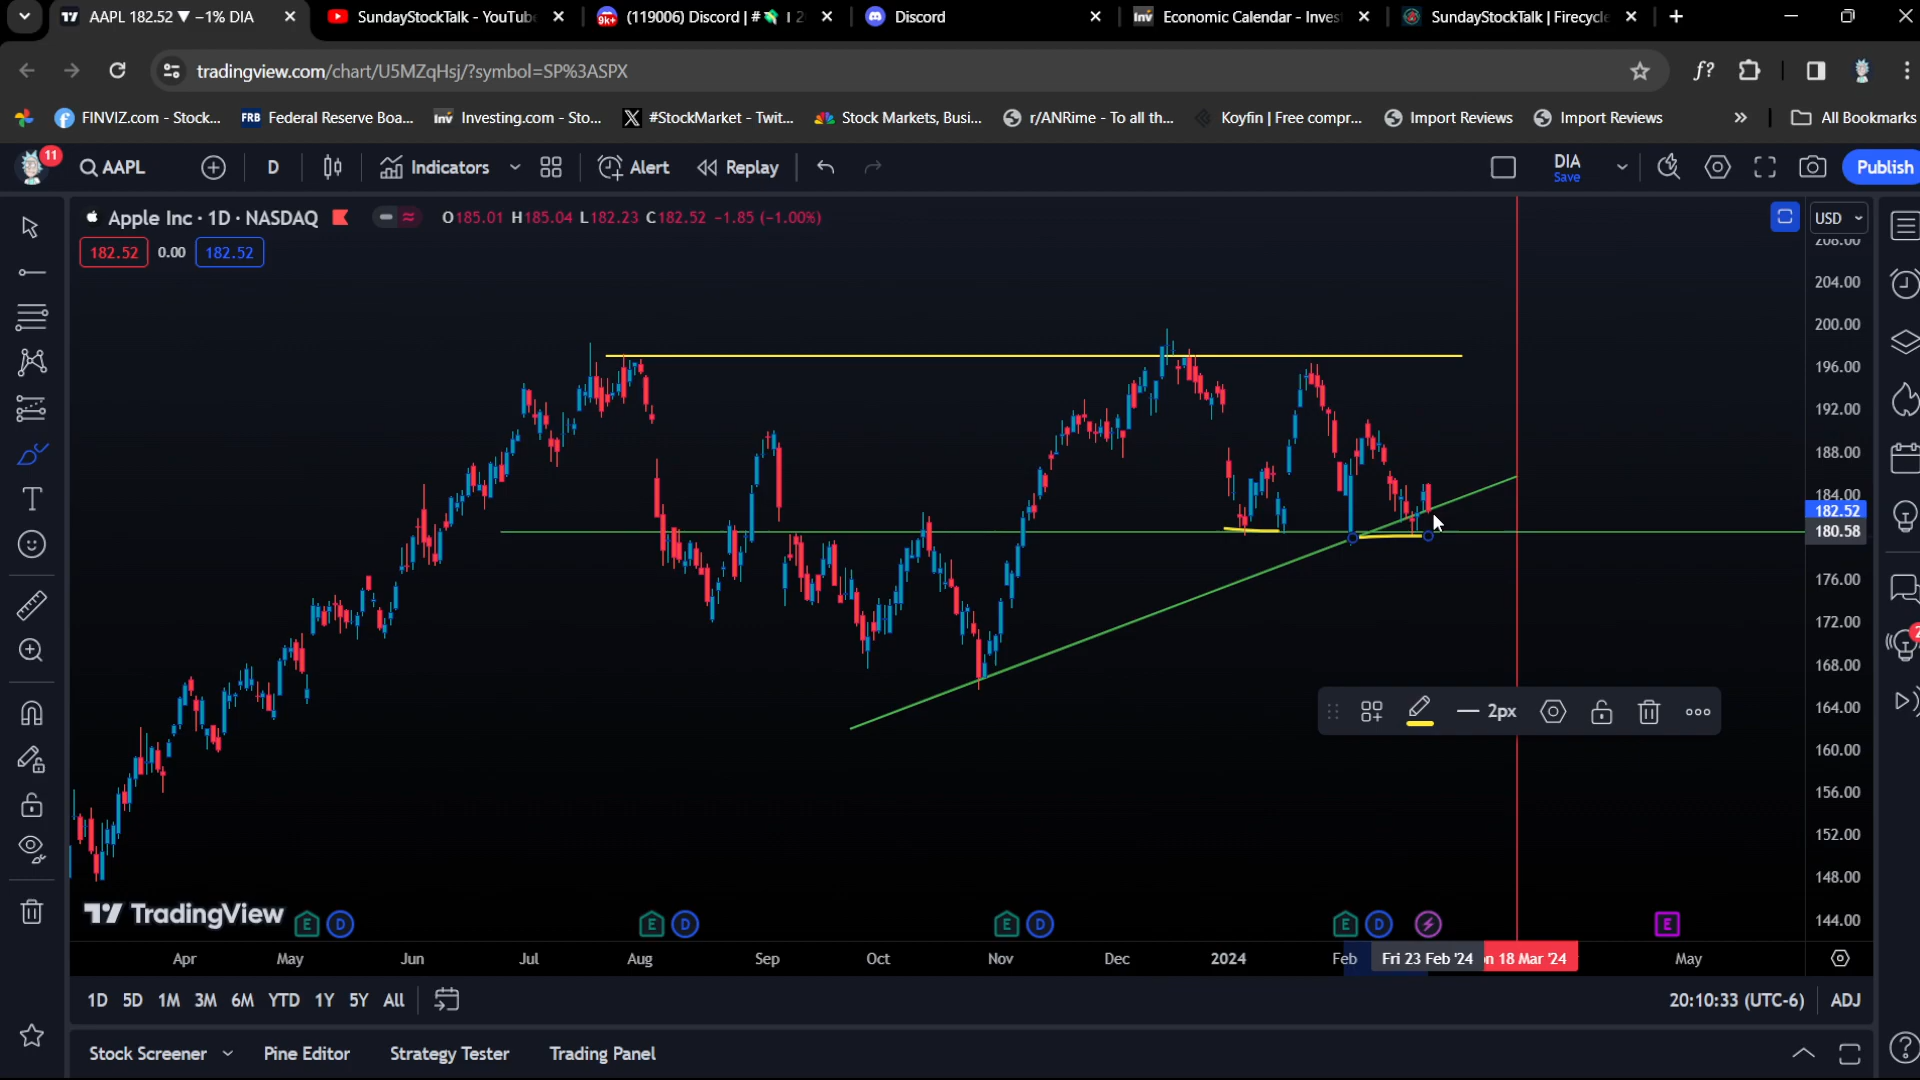 AAPL 182.52 ▼ −1% DIA
SundayStockTalk - YouTube
(119006) Discord | #
Discord
Economic Calendar - Inves
SundayStockTalk | Firecycle
tradingview.com/chart/U5MZqHsj/?symbol=SP%3ASPX
f?
FINVIZ.com - Stock...
FRB Federal Reserve Boa...
Inv Investing.com - Sto...
#StockMarket - Twit...
Stock Markets, Busi...
r/ANRime - To all th...
Koyfin | Free compr...
Import Reviews
Import Reviews
»
All Bookmarks
11
AAPL
D
Indicators
Alert
Replay
DIA
Save
Publish
Apple Inc · 1D · NASDAQ
O185.01 H185.04 L182.23 C182.52 −1.85 (−1.00%)
USD
182.52 0.00 182.52
208.00
204.00
200.00
196.00
192.00
188.00
184.00
182.52
180.58
176.00
172.00
168.00
164.00
160.00
156.00
152.00
148.00
144.00
2px
TradingView
E D E D E D E D E
Apr May Jun Jul Aug Sep Oct Nov Dec 2024 Feb Fri 23 Feb '24 n 18 Mar '24 May
1D 5D 1M 3M 6M YTD 1Y 5Y All
20:10:33 (UTC-6) ADJ
Stock Screener Pine Editor Strategy Tester Trading Panel